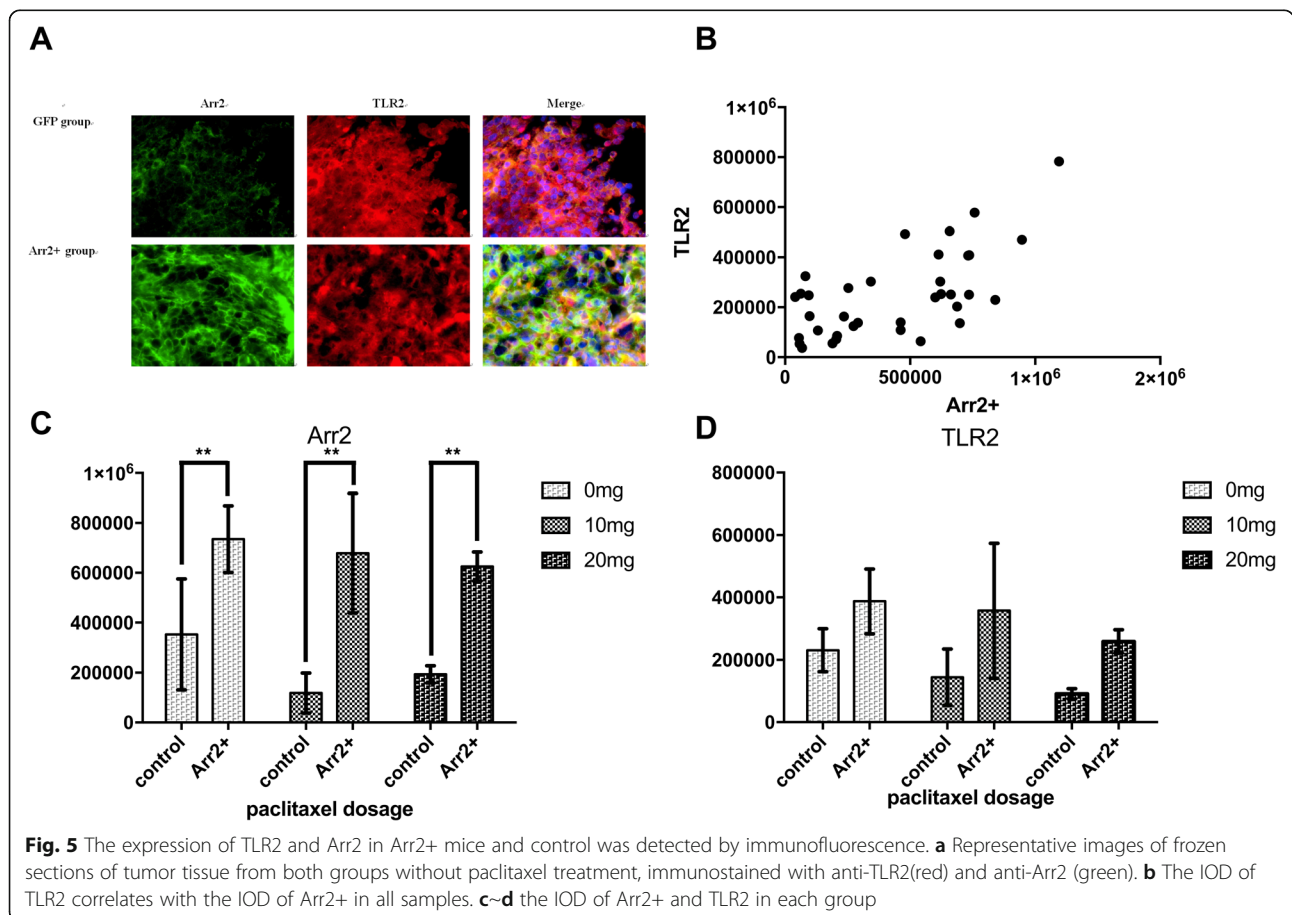 A
Arr2
TLR2
Merge
GFP group
Arr2+ group
B
1×10⁶
800000
600000
400000
200000
0
TLR2
0
500000
1×10⁶
2×10⁶
Arr2+
C
Arr2
**
**
**
1×10⁶
800000
600000
400000
200000
0
control
Arr2+
control
Arr2+
control
Arr2+
paclitaxel dosage
0mg
10mg
20mg
D
TLR2
800000
600000
400000
200000
0
control
Arr2+
control
Arr2+
control
Arr2+
paclitaxel dosage
0mg
10mg
20mg
Fig. 5 The expression of TLR2 and Arr2 in Arr2+ mice and control was detected by immunofluorescence. a Representative images of frozen
sections of tumor tissue from both groups without paclitaxel treatment, immunostained with anti-TLR2(red) and anti-Arr2 (green). b The IOD of
TLR2 correlates with the IOD of Arr2+ in all samples. c~d the IOD of Arr2+ and TLR2 in each group